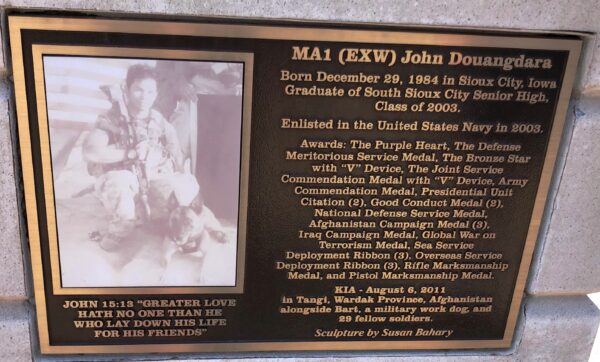 MA1 (EXW) John Douangdara
Born December 29, 1984 in Sioux City, Iowa
Graduate of South Sioux City Senior High,
Class of 2003.
Enlisted in the United States Navy in 2003.
Awards: The Purple Heart, The Defense
Meritorious Service Medal, The Bronze Star
with "V" Device, The Joint Service
Commendation Medal with "V" Device, Army
Commendation Medal, Presidential Unit
Citation (2), Good Conduct Medal (2),
National Defense Service Medal,
Afghanistan Campaign Medal (3),
Iraq Campaign Medal, Global War on
Terrorism Medal, Sea Service
Deployment Ribbon (3), Overseas Service
Deployment Ribbon (3), Rifle Marksmanship
Medal, and Pistol Marksmanship Medal.
KIA - August 6, 2011
in Tangi, Wardak Province, Afghanistan
alongside Bart, a military work dog, and
29 fellow soldiers.
Sculpture by Susan Bahary
JOHN 15:13 "GREATER LOVE
HATH NO ONE THAN HE
WHO LAY DOWN HIS LIFE
FOR HIS FRIENDS"